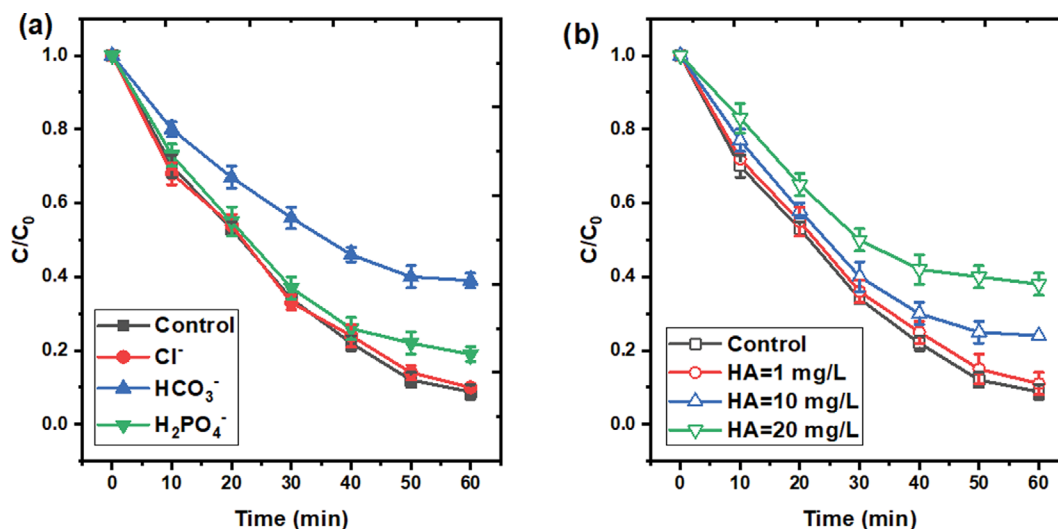 (a)
C/C₀
1.0
0.8
0.6
0.4
0.2
0.0
Control
Cl⁻
HCO₃⁻
H₂PO₄⁻
0 10 20 30 40 50 60
Time (min)
(b)
C/C₀
1.0
0.8
0.6
0.4
0.2
0.0
Control
HA=1 mg/L
HA=10 mg/L
HA=20 mg/L
0 10 20 30 40 50 60
Time (min)